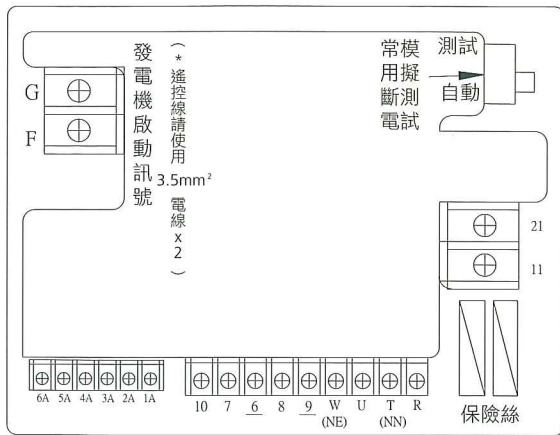 G
F
發電機啟動訊號
（*遙控線請使用
3.5mm²
電線x2）
模擬測試
常用斷電
測試
自動
21
11
保險絲
6A 5A 4A 3A 2A 1A
10 7 6 8 9 W U T R
(NE) (NN)